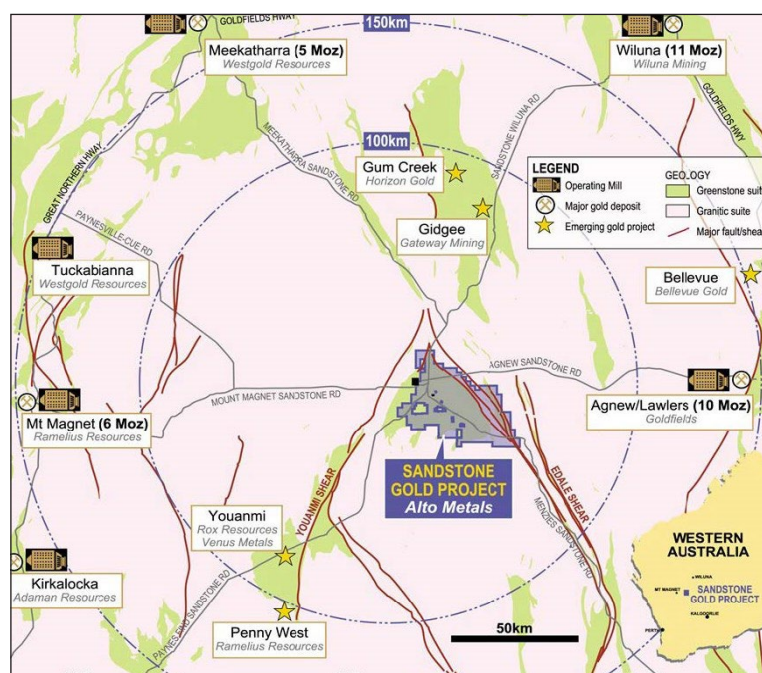 GOLDFIELDS HWY
150km
Meekatharra (5 Moz)
Westgold Resources
Wiluna (11 Moz)
Wiluna Mining
GOLDFIELDS HWY
GREAT NORTHERN HWAY
MEEKATHARRA SANDSTONE RD
SANDSTONE WILUNA RD
100km
Gum Creek
Horizon Gold
Gidgee
Gateway Mining
LEGEND
Operating Mill
Major gold deposit
Emerging gold project
GEOLOGY
Greenstone suite
Granitic suite
Major fault/shear
PAYNESVILLE-CUE RD
Tuckabianna
Westgold Resources
Bellevue
Bellevue Gold
AGNEW SANDSTONE RD
MOUNT MAGNET SANDSTONE RD
Mt Magnet (6 Moz)
Ramelius Resources
Agnew/Lawlers (10 Moz)
Goldfields
SANDSTONE
GOLD PROJECT
Alto Metals
YOUANMI SHEAR
EDALE SHEAR
MENZIES SANDSTONE RD
Youanmi
Rox Resources
Venus Metals
Kirkalocka
Adaman Resources
PAYNES FIND SANDSTONE RD
Penny West
Ramelius Resources
50km
WESTERN
AUSTRALIA
WILUNA
MT MAGNET
SANDSTONE
GOLD PROJECT
KALGOORLIE
PERTH